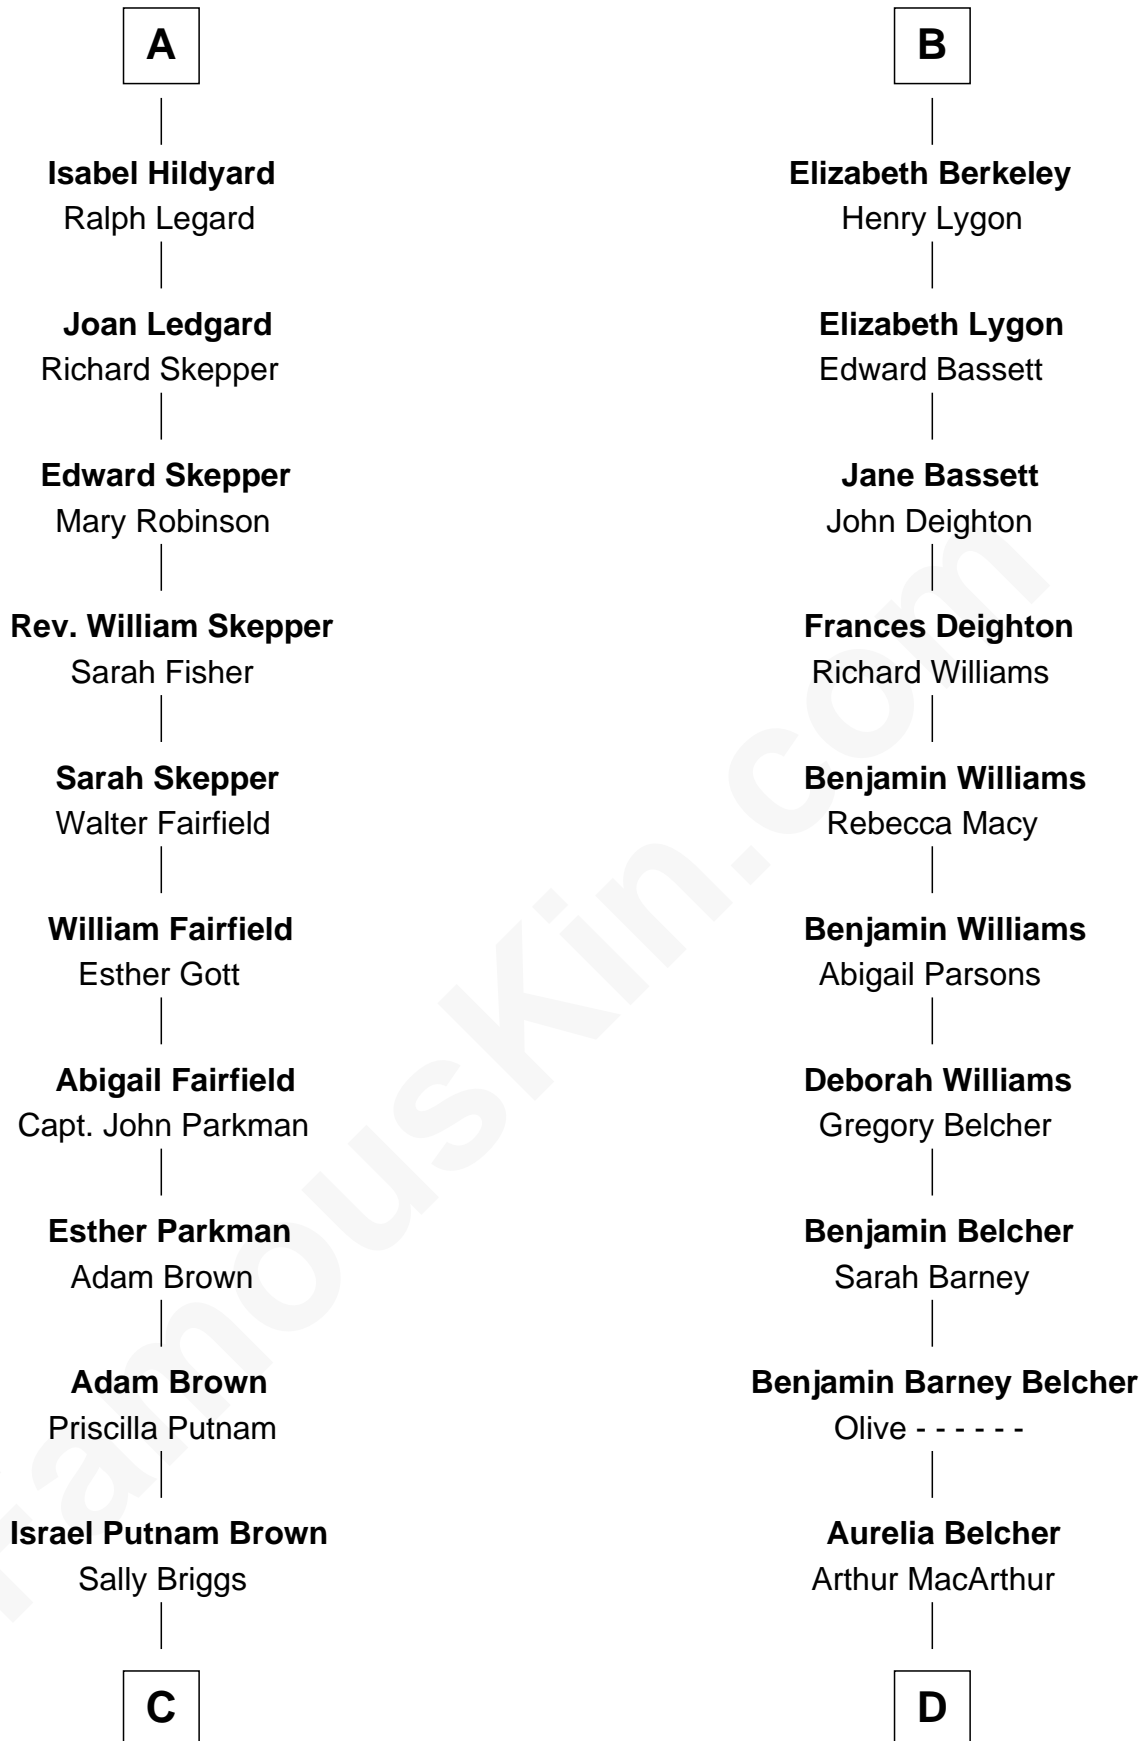 A
Isabel Hildyard
Ralph Legard
Joan Ledgard
Richard Skepper
Edward Skepper
Mary Robinson
Rev. William Skepper
Sarah Fisher
Sarah Skepper
Walter Fairfield
William Fairfield
Esther Gott
Abigail Fairfield
Capt. John Parkman
Esther Parkman
Adam Brown
Adam Brown
Priscilla Putnam
Israel Putnam Brown
Sally Briggs
C
B
Elizabeth Berkeley
Henry Lygon
Elizabeth Lygon
Edward Bassett
Jane Bassett
John Deighton
Frances Deighton
Richard Williams
Benjamin Williams
Rebecca Macy
Benjamin Williams
Abigail Parsons
Deborah Williams
Gregory Belcher
Benjamin Belcher
Sarah Barney
Benjamin Barney Belcher
Olive - - - - - -
Aurelia Belcher
Arthur MacArthur
D
FamousKin.com